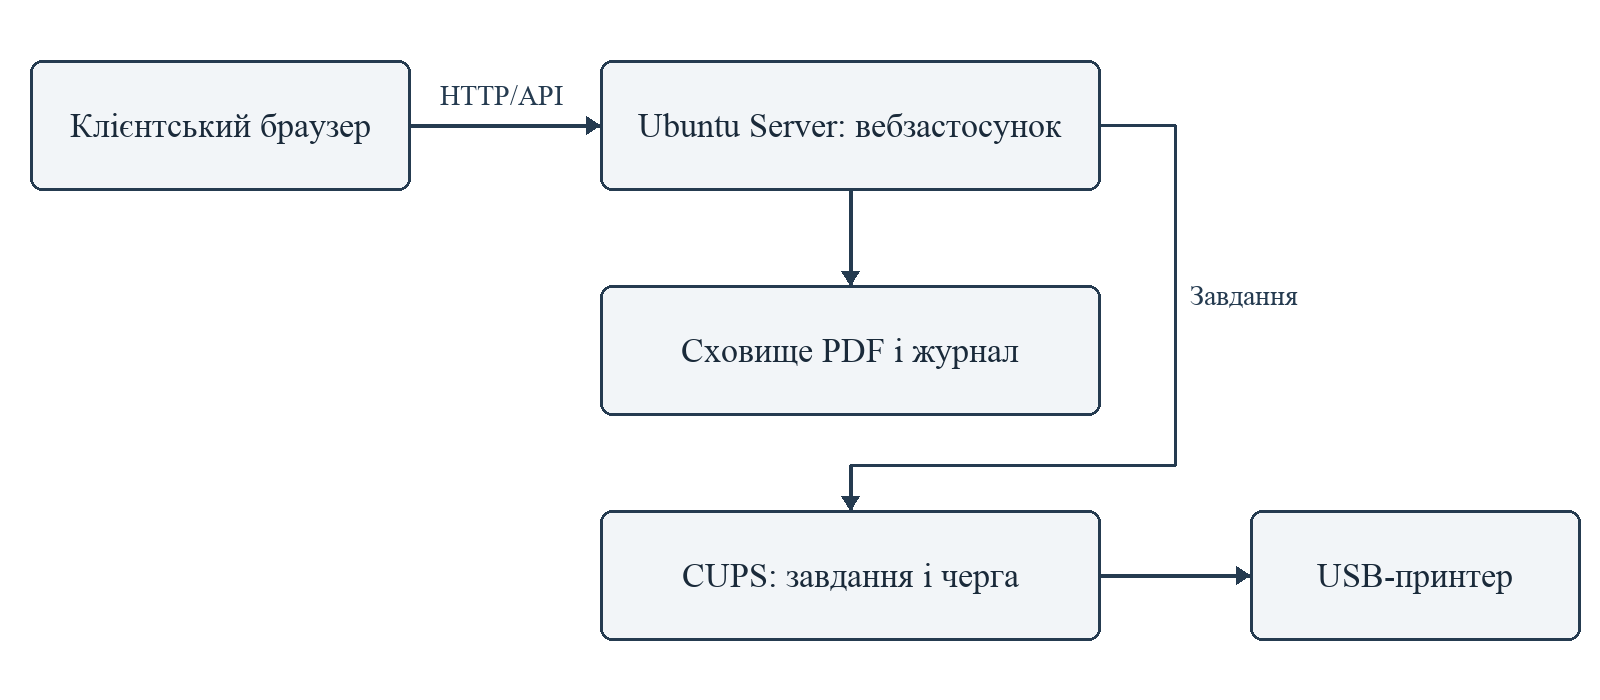 Клієнтський браузер
HTTP/API
Ubuntu Server: вебзастосунок
Сховище PDF і журнал
Завдання
CUPS: завдання і черга
USB-принтер